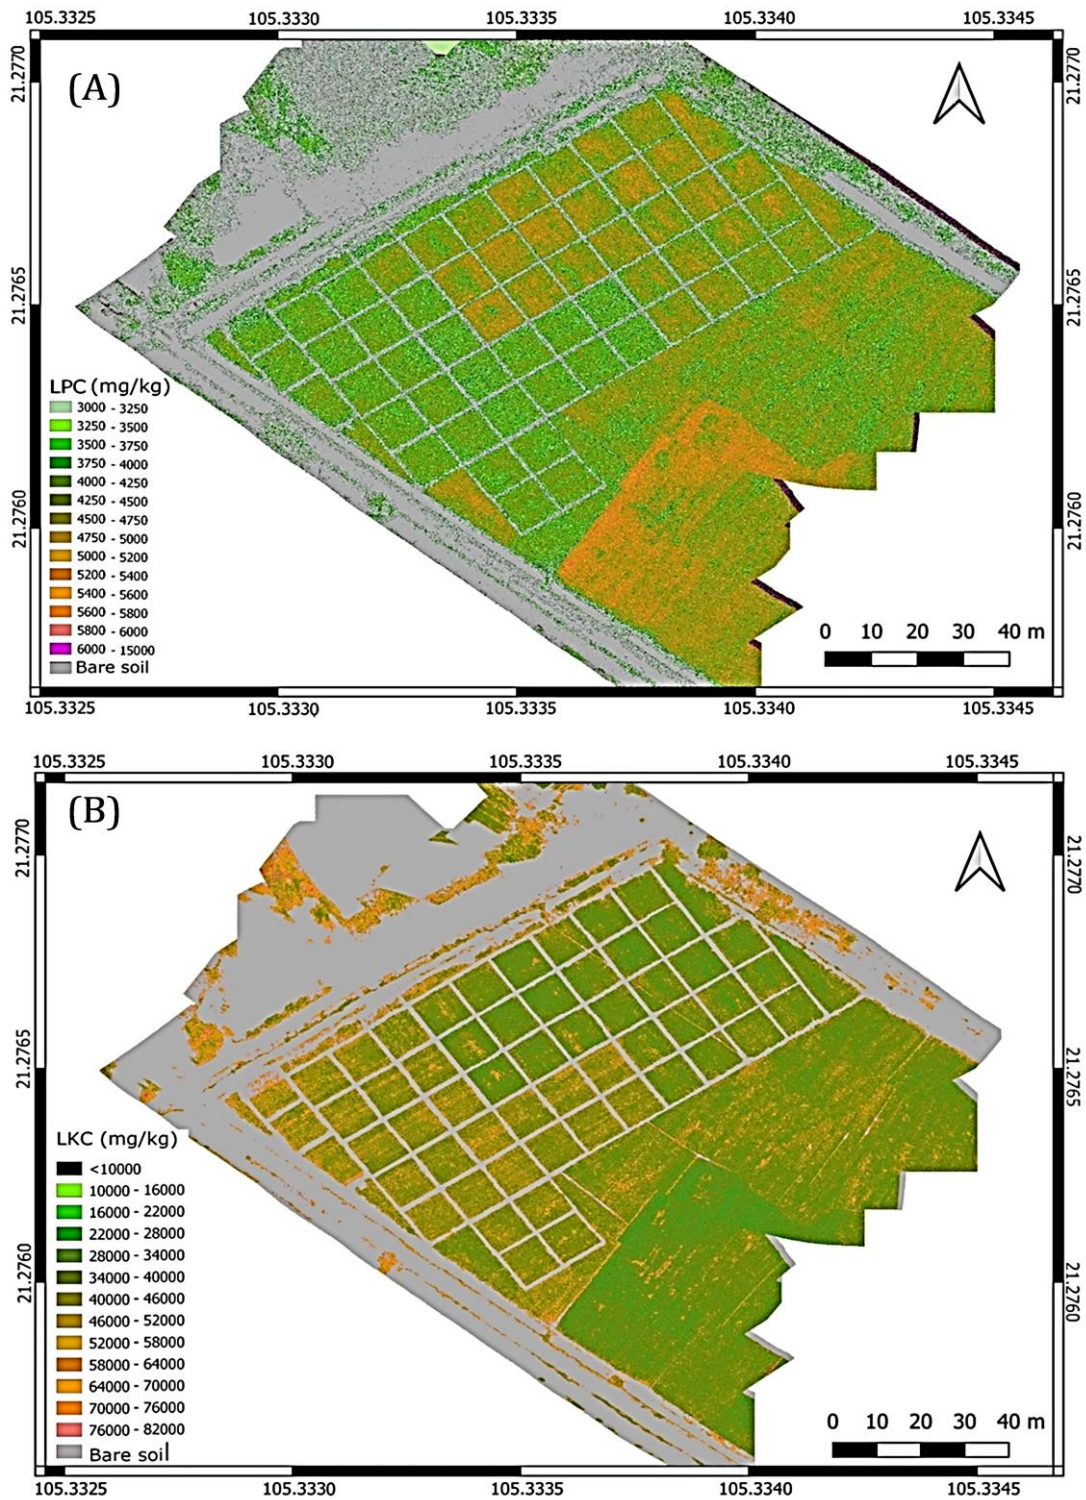 105.3325 105.3330 105.3335 105.3340 105.3345
21.2770
21.2765
21.2760
(A)
21.2770
21.2765
21.2760
LPC (mg/kg)
3000 - 3250
3250 - 3500
3500 - 3750
3750 - 4000
4000 - 4250
4250 - 4500
4500 - 4750
4750 - 5000
5000 - 5200
5200 - 5400
5400 - 5600
5600 - 5800
5800 - 6000
6000 - 15000
Bare soil
0 10 20 30 40 m
105.3325 105.3330 105.3335 105.3340 105.3345
105.3325 105.3330 105.3335 105.3340 105.3345
21.2770
21.2765
21.2760
(B)
21.2770
21.2765
21.2760
LKC (mg/kg)
<10000
10000 - 16000
16000 - 22000
22000 - 28000
28000 - 34000
34000 - 40000
40000 - 46000
46000 - 52000
52000 - 58000
58000 - 64000
64000 - 70000
70000 - 76000
76000 - 82000
Bare soil
0 10 20 30 40 m
105.3325 105.3330 105.3335 105.3340 105.3345